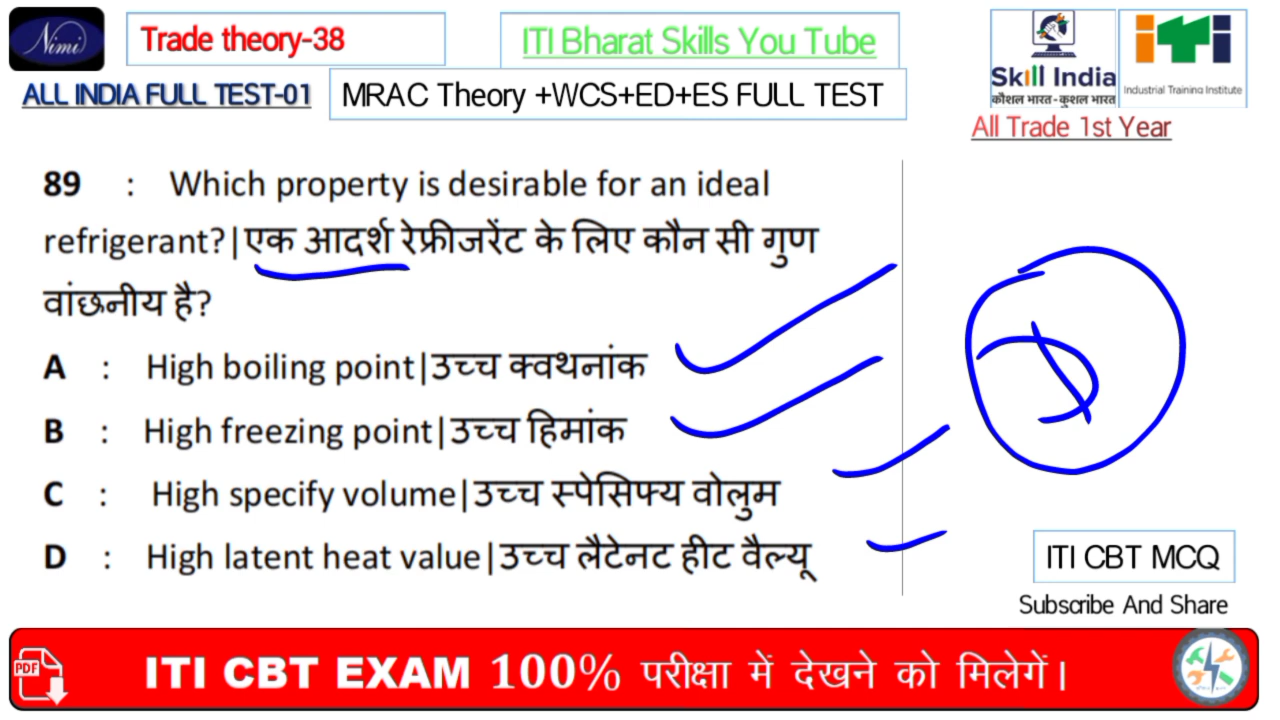 Nimi
Trade theory-38
ITI Bharat Skills You Tube
ALL INDIA FULL TEST-01
MRAC Theory +WCS+ED+ES FULL TEST
Skill India
कौशल भारत-कुशल भारत
iTi
Industrial Training Institute
All Trade 1st Year
89 : Which property is desirable for an ideal
refrigerant?|एक आदर्श रेफ्रीजरेंट के लिए कौन सी गुण
वांछनीय है?
A : High boiling point|उच्च क्वथनांक
B : High freezing point|उच्च हिमांक
C : High specify volume|उच्च स्पेसिफ्य वोलुम
D : High latent heat value|उच्च लैटेनट हीट वैल्यू
D
ITI CBT MCQ
Subscribe And Share
PDF
ITI CBT EXAM 100% परीक्षा में देखने को मिलेगें।